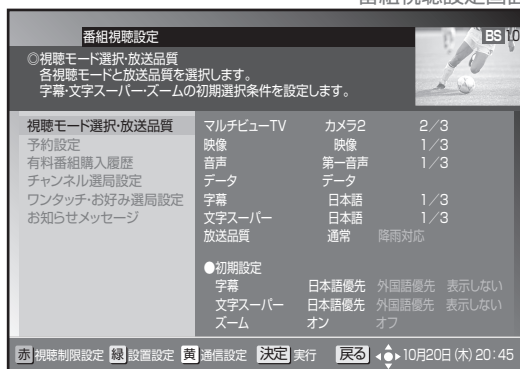 番組視聴設定
BS 10
◎視聴モード選択・放送品質
各視聴モードと放送品質を選択します。
字幕・文字スーパー・ズームの初期選択条件を設定します。
視聴モード選択・放送品質
予約設定
有料番組購入履歴
チャンネル選局設定
ワンタッチ・お好み選局設定
お知らせメッセージ
マルチビューTV カメラ2 2/3
映像 映像 1/3
音声 第一音声 1/3
データ データ
字幕 日本語 1/3
文字スーパー 日本語 1/3
放送品質 通常 降雨対応
●初期設定
字幕 日本語優先 外国語優先 表示しない
文字スーパー 日本語優先 外国語優先 表示しない
ズーム オン オフ
赤 視聴制限設定 緑 設置設定 黄 通信設定 決定 実行 戻る 10月20日(木)20:45